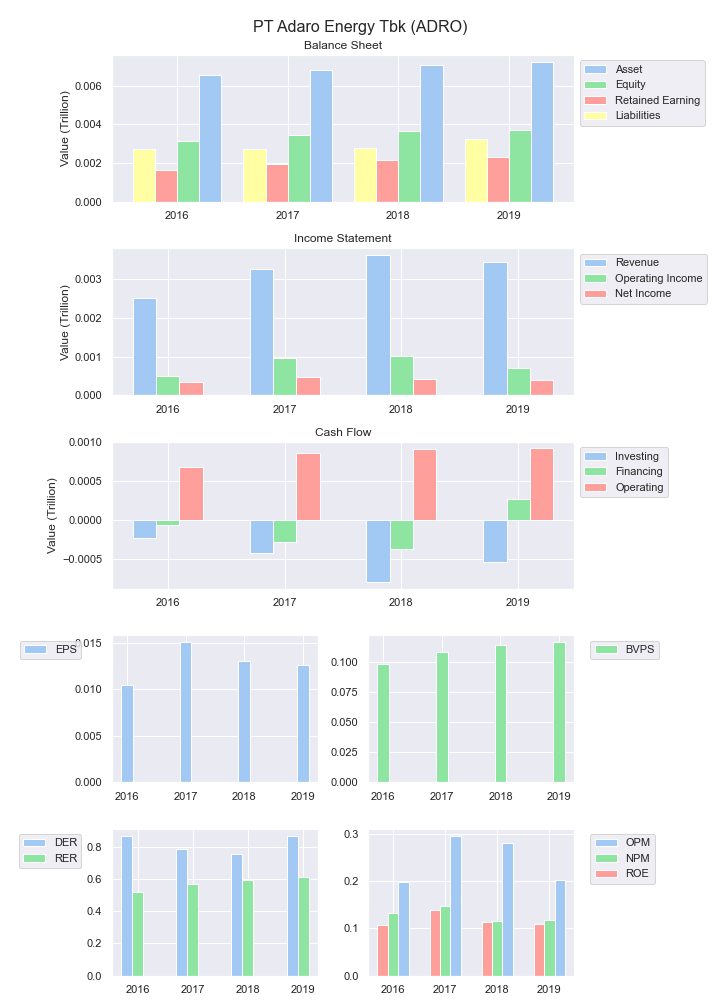 PT Adaro Energy Tbk (ADRO)
Balance Sheet
Value (Trillion)
0.006
0.004
0.002
0.000
2016 2017 2018 2019
Asset
Equity
Retained Earning
Liabilities
Income Statement
Value (Trillion)
0.003
0.002
0.001
0.000
2016 2017 2018 2019
Revenue
Operating Income
Net Income
Cash Flow
Value (Trillion)
0.0010
0.0005
0.0000
−0.0005
2016 2017 2018 2019
Investing
Financing
Operating
EPS
0.015
0.010
0.005
0.000
2016 2017 2018 2019
0.100
0.075
0.050
0.025
0.000
2016 2017 2018 2019
BVPS
DER
RER
0.8
0.6
0.4
0.2
0.0
2016 2017 2018 2019
0.3
0.2
0.1
0.0
2016 2017 2018 2019
OPM
NPM
ROE